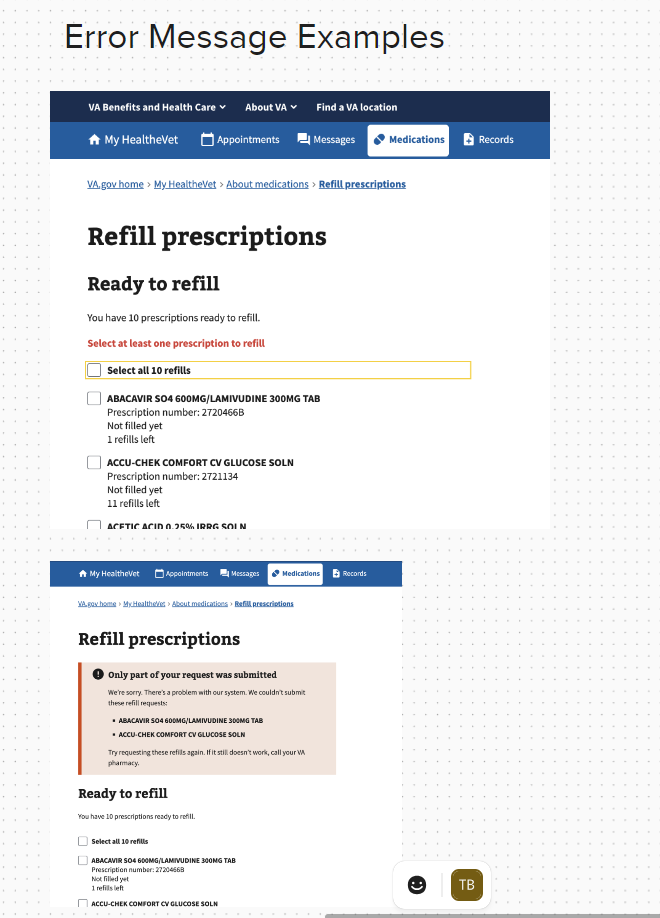 Error Message Examples
VA Benefits and Health Care About VA Find a VA location
My HealtheVet Appointments Messages Medications Records
VA.gov home › My HealtheVet › About medications › Refill prescriptions
Refill prescriptions
Ready to refill
You have 10 prescriptions ready to refill.
Select at least one prescription to refill
Select all 10 refills
ABACAVIR SO4 600MG/LAMIVUDINE 300MG TAB
Prescription number: 2720466B
Not filled yet
1 refills left
ACCU-CHEK COMFORT CV GLUCOSE SOLN
Prescription number: 2721134
Not filled yet
11 refills left
ACETIC ACID 0.25% IRRG SOLN
My HealtheVet Appointments Messages Medications Records
VA.gov home › My HealtheVet › About medications › Refill prescriptions
Refill prescriptions
Only part of your request was submitted
We're sorry. There's a problem with our system. We couldn't submit
these refill requests:
• ABACAVIR SO4 600MG/LAMIVUDINE 300MG TAB
• ACCU-CHEK COMFORT CV GLUCOSE SOLN
Try requesting these refills again. If it still doesn't work, call your VA
pharmacy.
Ready to refill
You have 10 prescriptions ready to refill.
Select all 10 refills
ABACAVIR SO4 600MG/LAMIVUDINE 300MG TAB
Prescription number: 2720466B
Not filled yet
1 refills left
ACCU-CHEK COMFORT CV GLUCOSE SOLN
TB